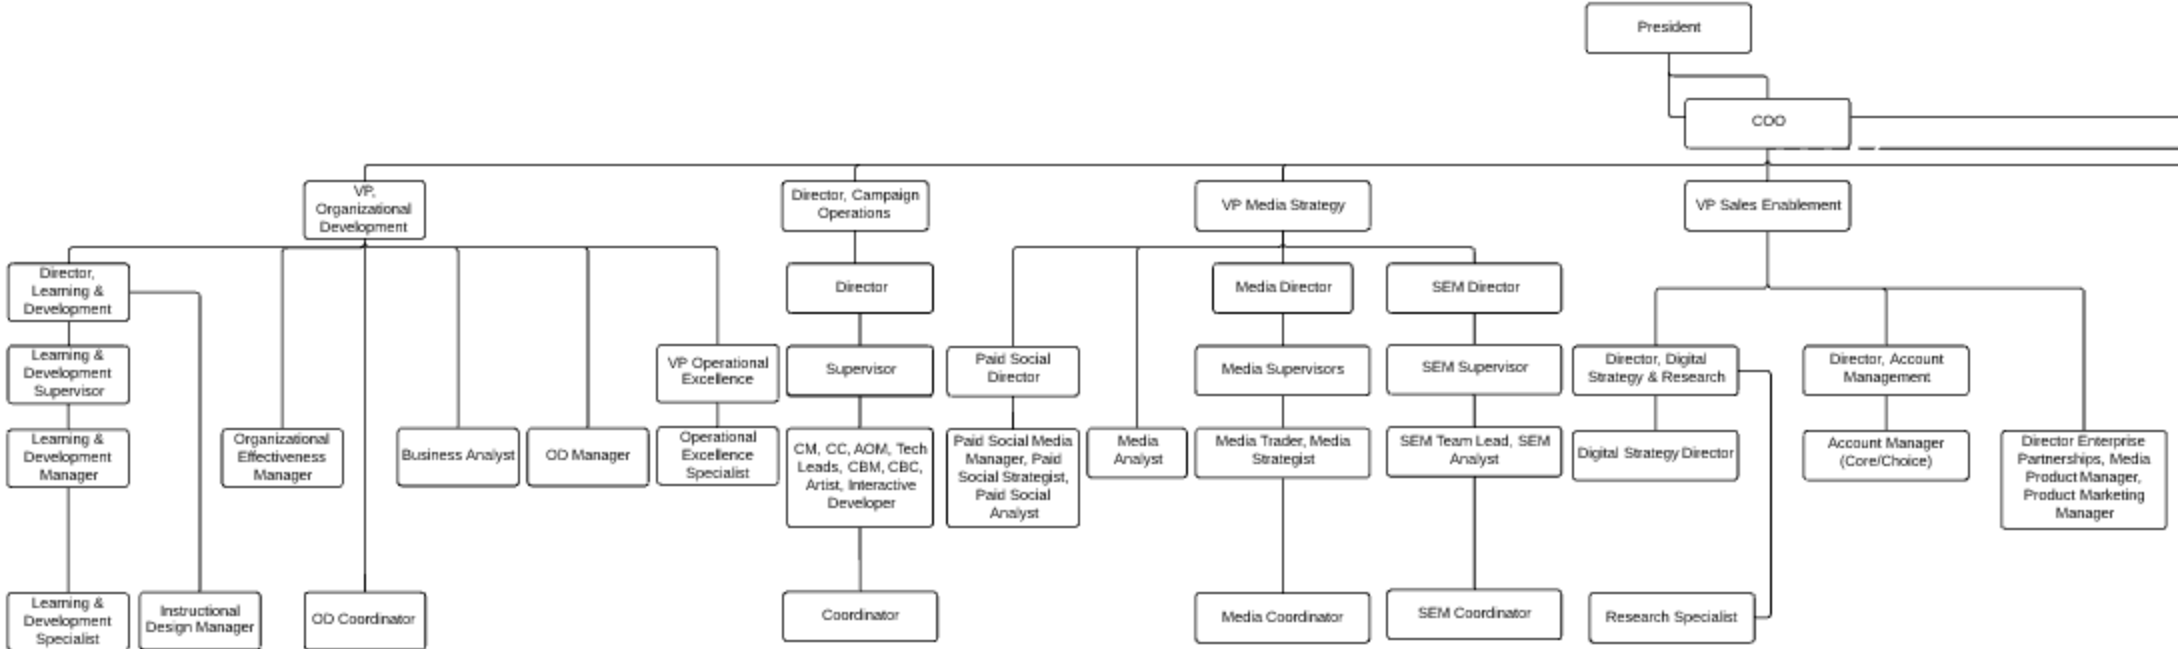 President
COO
VP,
Organizational
Development
Director, Campaign
Operations
VP Media Strategy
VP Sales Enablement
Director,
Learning &
Development
Director
Media Director
SEM Director
Learning &
Development
Supervisor
VP Operational
Excellence
Supervisor
Paid Social
Director
Media Supervisors
SEM Supervisor
Director, Digital
Strategy & Research
Director, Account
Management
Learning &
Development
Manager
Organizational
Effectiveness
Manager
Business Analyst
OD Manager
Operational
Excellence
Specialist
CM, CC, AOM, Tech
Leads, CBM, CBC,
Artist, Interactive
Developer
Paid Social Media
Manager, Paid
Social Strategist,
Paid Social
Analyst
Media
Analyst
Media Trader, Media
Strategist
SEM Team Lead, SEM
Analyst
Digital Strategy Director
Account Manager
(Core/Choice)
Director Enterprise
Partnerships, Media
Product Manager,
Product Marketing
Manager
Learning &
Development
Specialist
Instructional
Design Manager
OD Coordinator
Coordinator
Media Coordinator
SEM Coordinator
Research Specialist